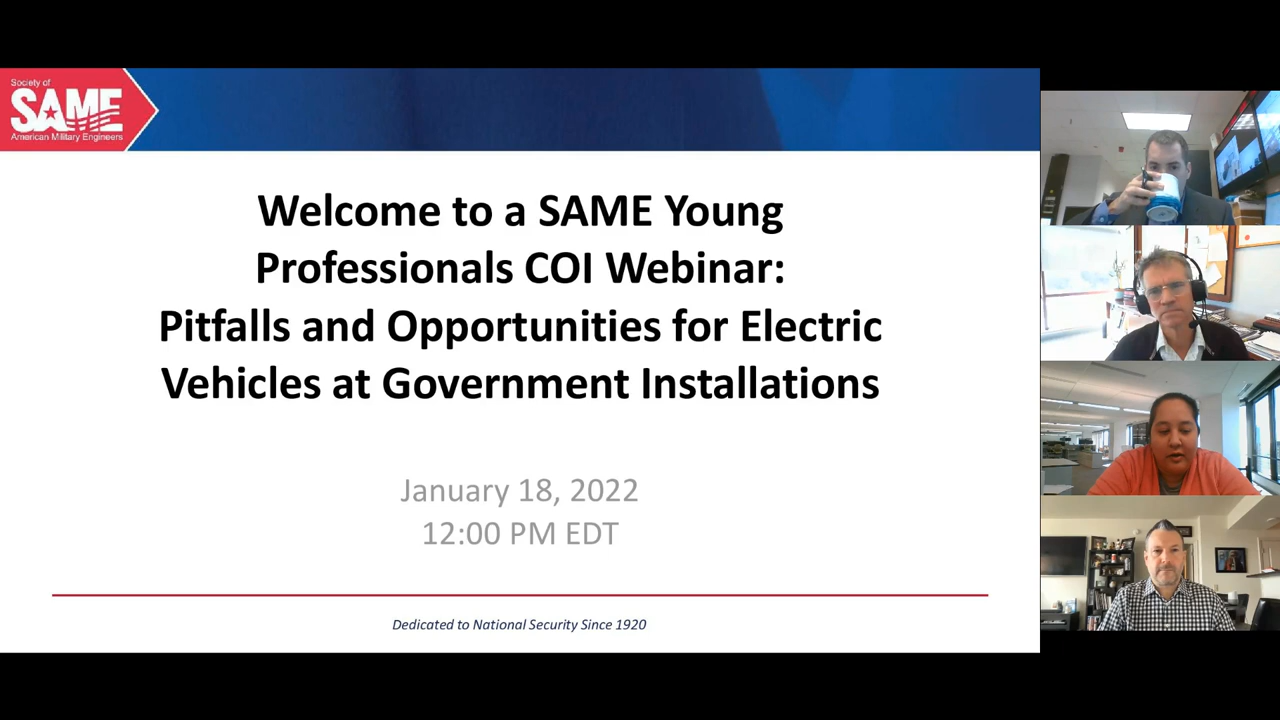 Society of
SAME
American Military Engineers
Welcome to a SAME Young
Professionals COI Webinar:
Pitfalls and Opportunities for Electric
Vehicles at Government Installations
January 18, 2022
12:00 PM EDT
Dedicated to National Security Since 1920